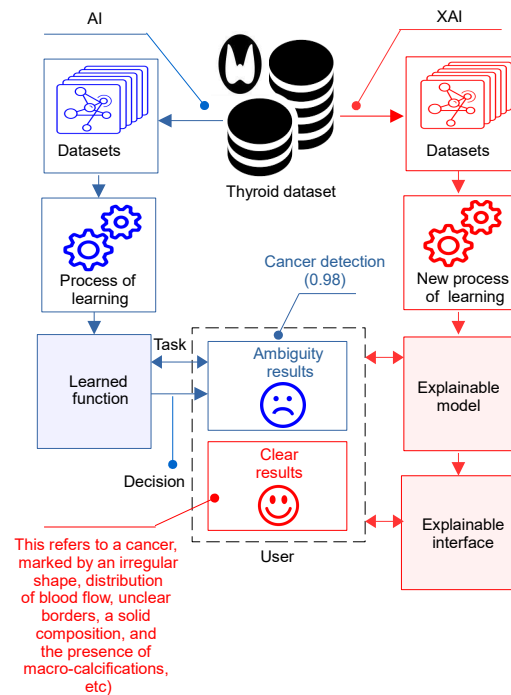 AI
XAI
Datasets
Thyroid dataset
Datasets
Process of
learning
New process
of learning
Cancer detection
(0.98)
Task
Learned
function
Ambiguity
results
Explainable
model
Decision
Clear
results
Explainable
interface
User
This refers to a cancer,
marked by an irregular
shape, distribution
of blood flow, unclear
borders, a solid
composition, and
the presence of
macro-calcifications,
etc)